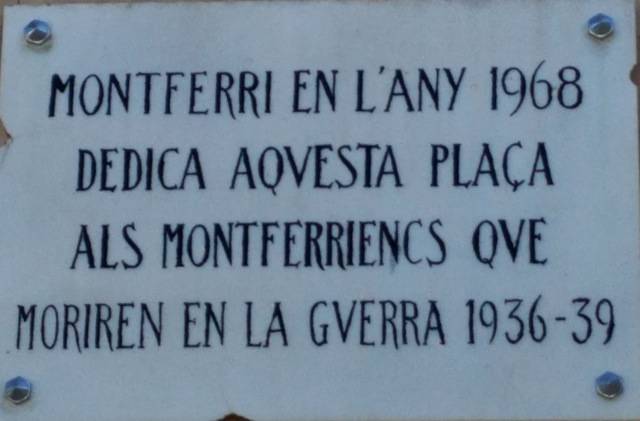 MONTFERRI EN L'ANY 1968
DEDICA AQVESTA PLAÇA
ALS MONTFERRIENCS QVE
MORIREN EN LA GVERRA 1936-39